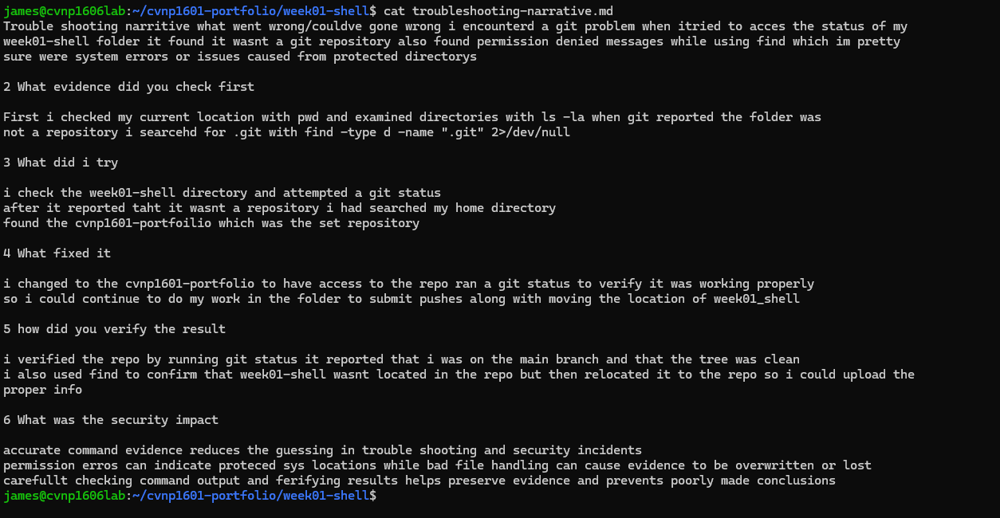 james@cvnp1606lab:~/cvnp1601-portfolio/week01-shell$ cat troubleshooting-narrative.md
Trouble shooting narritive what went wrong/couldve gone wrong i encounterd a git problem when itried to acces the status of my
week01-shell folder it found it wasnt a git repository also found permission denied messages while using find which im pretty
sure were system errors or issues caused from protected directorys
2 What evidence did you check first
First i checked my current location with pwd and examined directories with ls -la when git reported the folder was
not a repository i searcehd for .git with find -type d -name ".git" 2>/dev/null
3 What did i try
i check the week01-shell directory and attempted a git status
after it reported taht it wasnt a repository i had searched my home directory
found the cvnp1601-portfoilio which was the set repository
4 What fixed it
i changed to the cvnp1601-portfolio to have access to the repo ran a git status to verify it was working properly
so i could continue to do my work in the folder to submit pushes along with moving the location of week01_shell
5 how did you verify the result
i verified the repo by running git status it reported that i was on the main branch and that the tree was clean
i also used find to confirm that week01-shell wasnt located in the repo but then relocated it to the repo so i could upload the
proper info
6 What was the security impact
accurate command evidence reduces the guessing in trouble shooting and security incidents
permission erros can indicate proteced sys locations while bad file handling can cause evidence to be overwritten or lost
carefullt checking command output and ferifying results helps preserve evidence and prevents poorly made conclusions
james@cvnp1606lab:~/cvnp1601-portfolio/week01-shell$